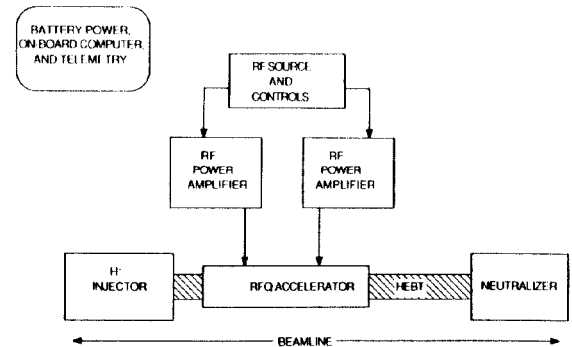 BATTERY POWER,
ON-BOARD COMPUTER,
AND TELEMETRY
RF SOURCE
AND
CONTROLS
RF
POWER
AMPLIFIER
RF
POWER
AMPLIFIER
H-
INJECTOR
RFQ ACCELERATOR
HEBT
NEUTRALIZER
BEAMLINE